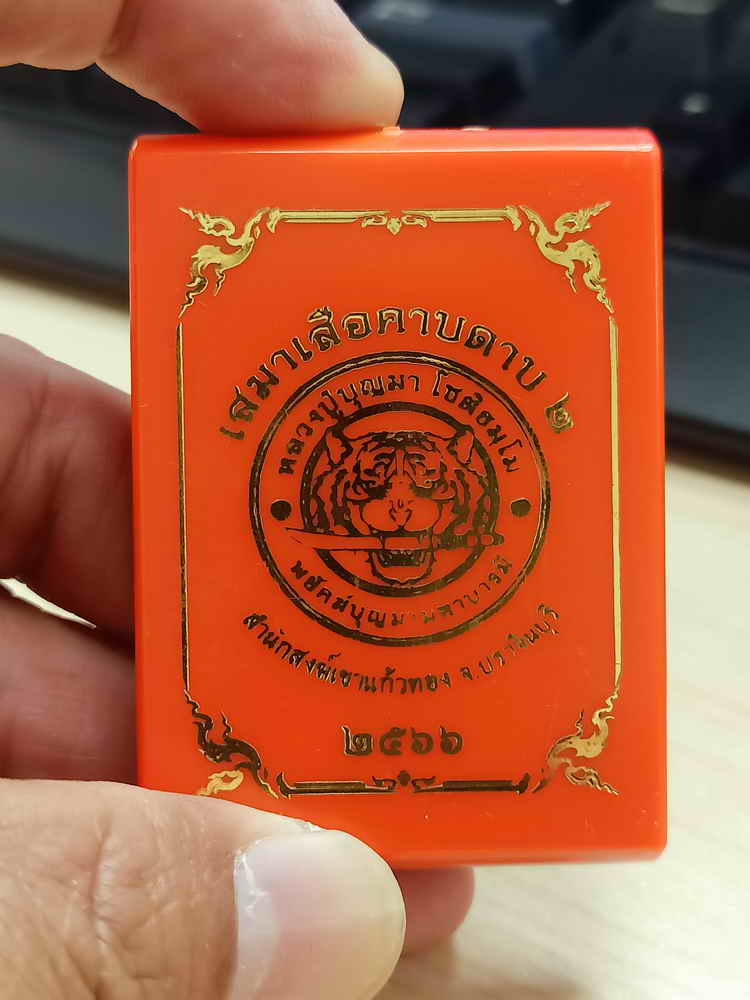 เสมาเสือคาบดาบ ๒
หลวงปู่บุญมา โชติธมฺโม
พยัคฆ์บุญมามหาบารมี
สำนักสงฆ์เขาแก้วทอง จ.ปราจีนบุรี
๒๕๖๖